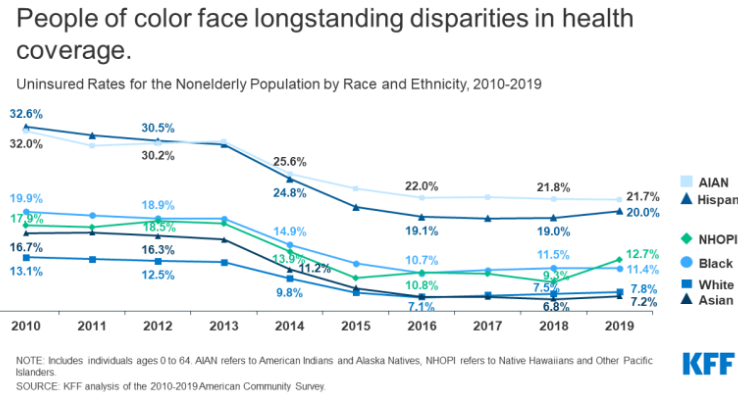 People of color face longstanding disparities in health
coverage.
Uninsured Rates for the Nonelderly Population by Race and Ethnicity, 2010-2019
32.6%
32.0%
30.5%
30.2%
25.6%
24.8%
22.0%
19.1%
21.8%
19.0%
21.7%
20.0%
19.9%
17.9%
16.7%
13.1%
18.9%
18.5%
16.3%
12.5%
14.9%
13.9%
11.2%
9.8%
10.7%
10.8%
7.1%
11.5%
9.3%
7.5%
6.8%
12.7%
11.4%
7.8%
7.2%
AIAN
Hispan
NHOPI
Black
White
Asian
2010 2011 2012 2013 2014 2015 2016 2017 2018 2019
NOTE: Includes individuals ages 0 to 64. AIAN refers to American Indians and Alaska Natives, NHOPI refers to Native Hawaiians and Other Pacific
Islanders.
SOURCE: KFF analysis of the 2010-2019 American Community Survey.
KFF